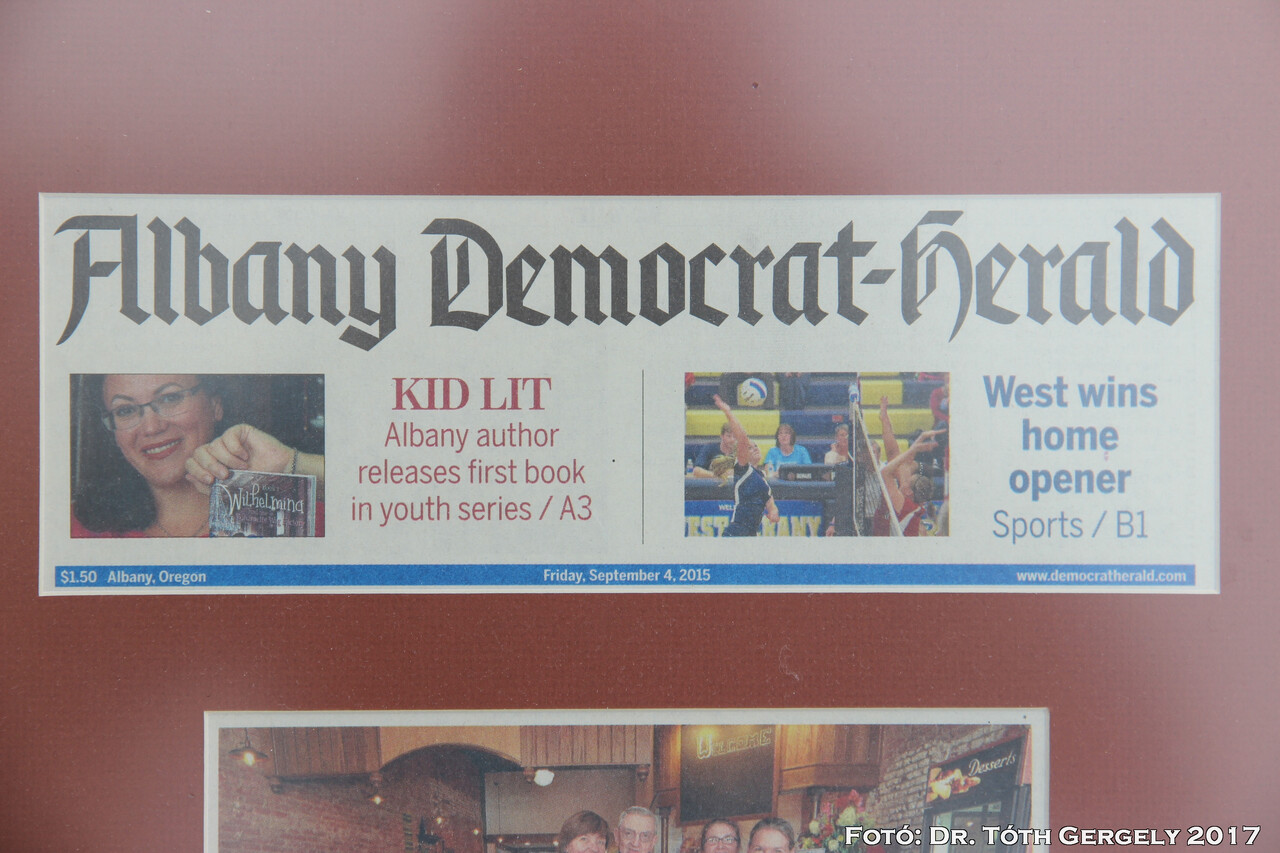 Albany Democrat-Herald
KID LIT
Albany author
releases first book
in youth series / A3
Wilhelmina
West wins
home
opener
Sports / B1
$1.50 Albany, Oregon
Friday, September 4, 2015
www.democratherald.com
WELCOME
Desserts
Fotó: Dr. Tóth Gergely 2017